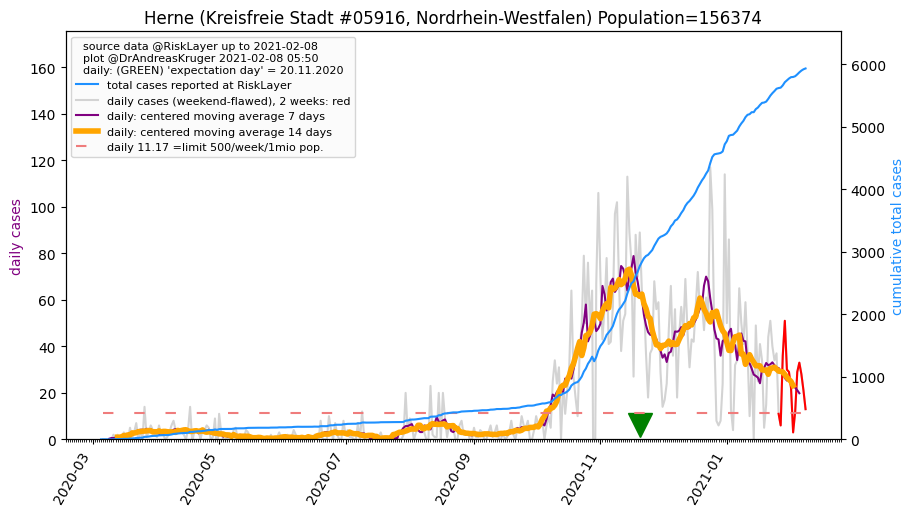 Herne (Kreisfreie Stadt #05916, Nordrhein-Westfalen) Population=156374
source data @RiskLayer up to 2021-02-08
plot @DrAndreasKruger 2021-02-08 05:50
daily: (GREEN) 'expectation day' = 20.11.2020
total cases reported at RiskLayer
daily cases (weekend-flawed), 2 weeks: red
daily: centered moving average 7 days
daily: centered moving average 14 days
daily 11.17 =limit 500/week/1mio pop.
daily cases
160
140
120
100
80
60
40
20
0
6000
5000
4000
3000
2000
1000
0
cumulative total cases
2020-03
2020-05
2020-07
2020-09
2020-11
2021-01